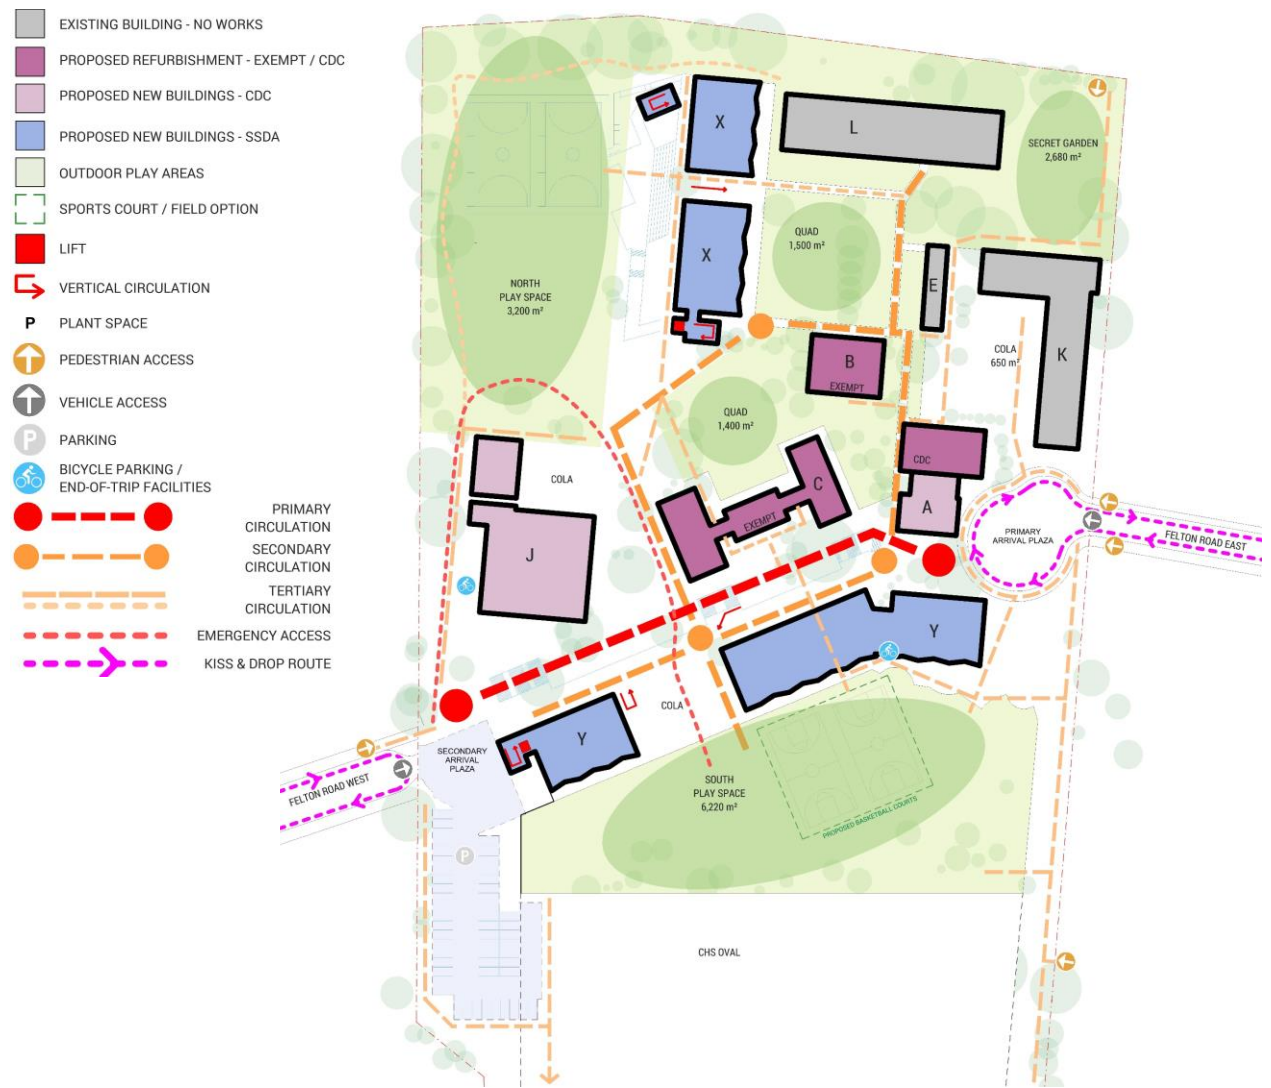 EXISTING BUILDING - NO WORKS
PROPOSED REFURBISHMENT - EXEMPT / CDC
PROPOSED NEW BUILDINGS - CDC
PROPOSED NEW BUILDINGS - SSDA
OUTDOOR PLAY AREAS
SPORTS COURT / FIELD OPTION
LIFT
VERTICAL CIRCULATION
P PLANT SPACE
PEDESTRIAN ACCESS
VEHICLE ACCESS
P PARKING
BICYCLE PARKING /
END-OF-TRIP FACILITIES
PRIMARY
CIRCULATION
SECONDARY
CIRCULATION
TERTIARY
CIRCULATION
EMERGENCY ACCESS
KISS & DROP ROUTE
X
L
SECRET GARDEN
2,680 m²
QUAD
1,500 m²
X
E
NORTH
PLAY SPACE
3,200 m²
COLA
650 m²
K
B
EXEMPT
QUAD
1,400 m²
CDC
A
COLA
C
EXEMPT
J
PRIMARY
ARRIVAL PLAZA
FELTON ROAD EAST
Y
COLA
Y
SECONDARY
ARRIVAL
PLAZA
FELTON ROAD WEST
SOUTH
PLAY SPACE
6,220 m²
PROPOSED BASKETBALL COURTS
P
CHS OVAL